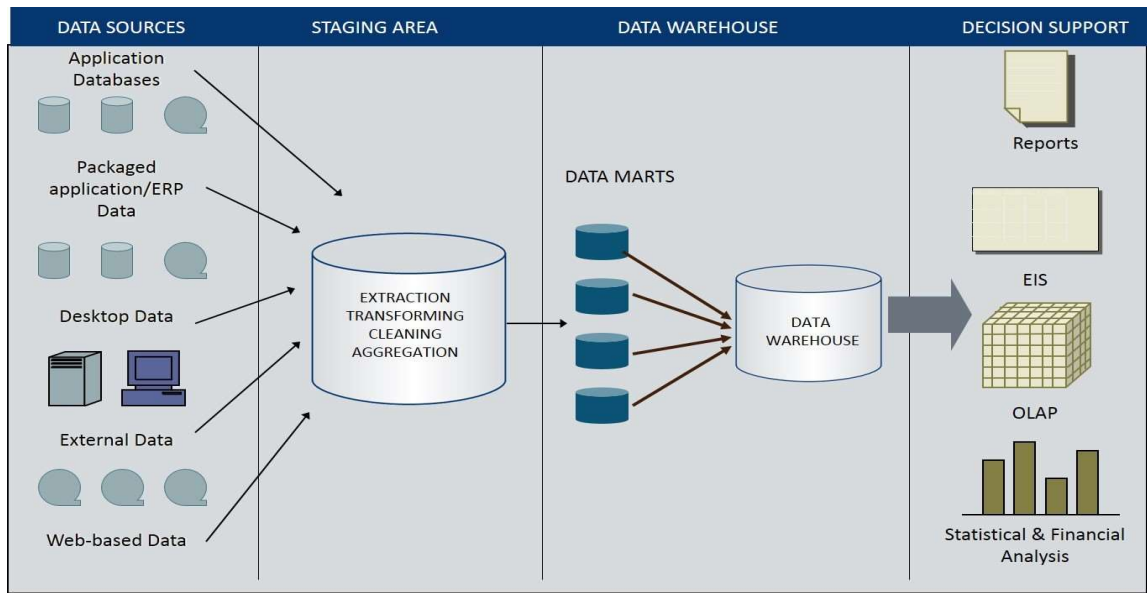 DATA SOURCES
STAGING AREA
DATA WAREHOUSE
DECISION SUPPORT
Application
Databases
Packaged
application/ERP
Data
Desktop Data
External Data
Web-based Data
EXTRACTION
TRANSFORMING
CLEANING
AGGREGATION
DATA MARTS
DATA
WAREHOUSE
Reports
EIS
OLAP
Statistical & Financial
Analysis